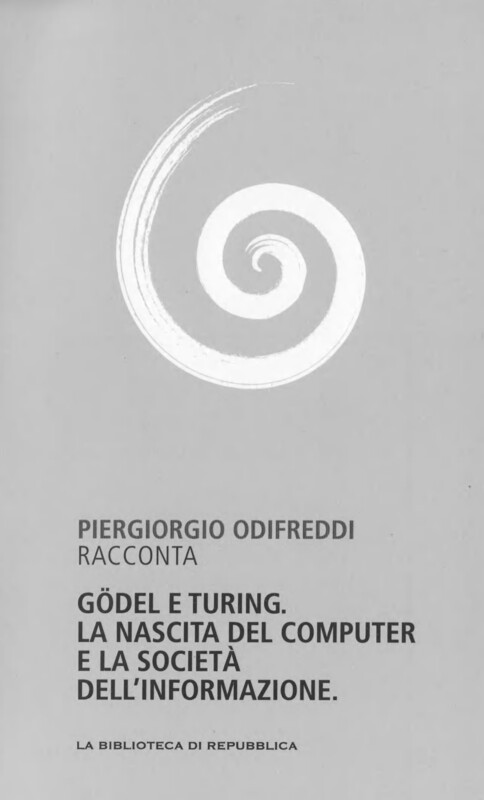 PIERGIORGIO ODIFREDDI
RACCONTA
GÖDEL E TURING.
LA NASCITA DEL COMPUTER
E LA SOCIETÀ
DELL'INFORMAZIONE.
LA BIBLIOTECA DI REPUBBLICA